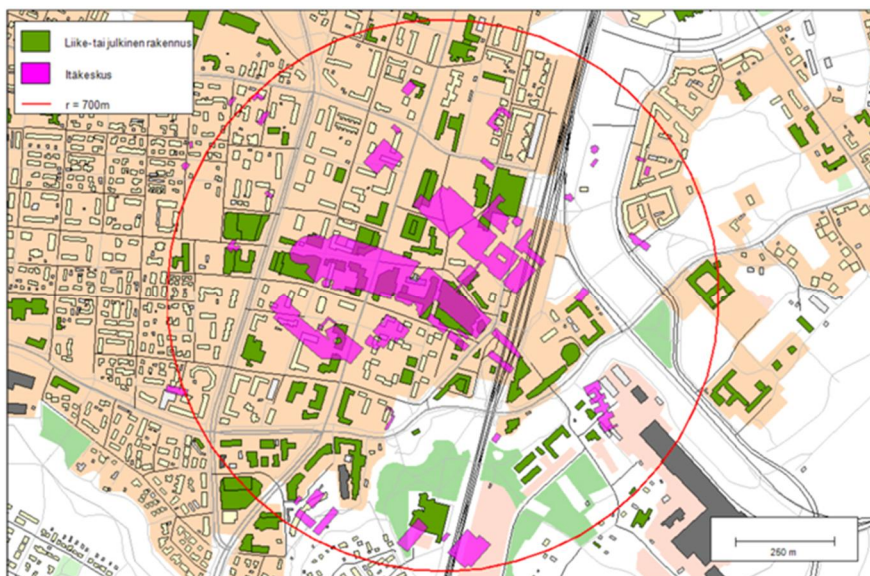 Liike- tai julkinen rakennus
Itäkeskus
r = 700m
250 m